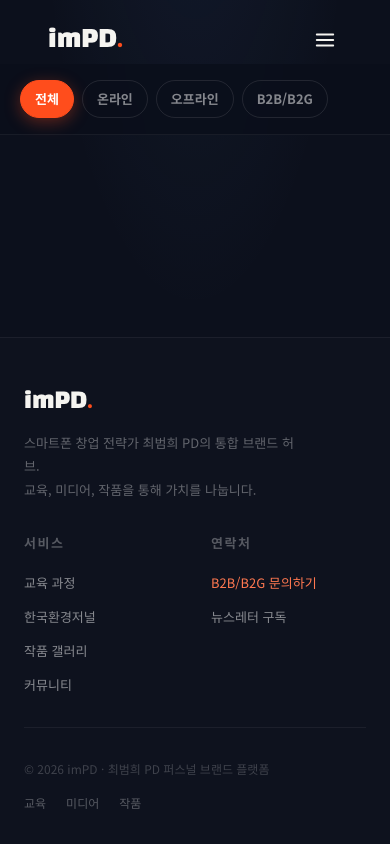 imPD.
전체 온라인 오프라인 B2B/B2G
imPD.
스마트폰 창업 전략가 최범희 PD의 통합 브랜드 허
브.
교육, 미디어, 작품을 통해 가치를 나눕니다.
서비스 연락처
교육 과정 B2B/B2G 문의하기
한국환경저널 뉴스레터 구독
작품 갤러리
커뮤니티
© 2026 imPD · 최범희 PD 퍼스널 브랜드 플랫폼
교육 미디어 작품